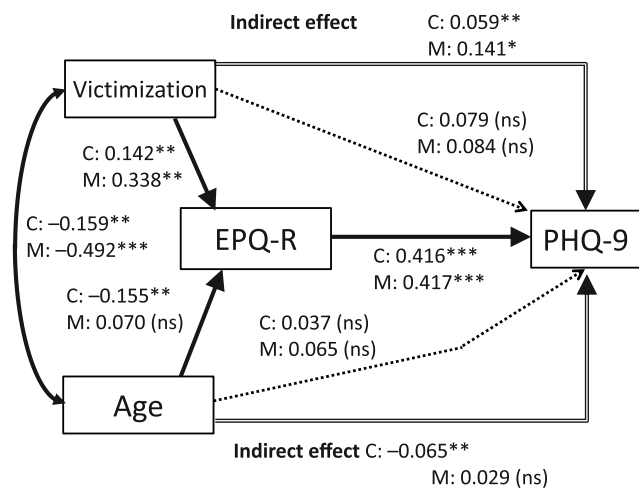 Indirect effect
C: 0.059**
M: 0.141*
Victimization
C: 0.079 (ns)
M: 0.084 (ns)
C: 0.142**
M: 0.338**
C: –0.159**
M: –0.492***
EPQ-R
PHQ-9
C: 0.416***
M: 0.417***
C: –0.155**
M: 0.070 (ns)
C: 0.037 (ns)
M: 0.065 (ns)
Age
Indirect effect C: –0.065**
M: 0.029 (ns)